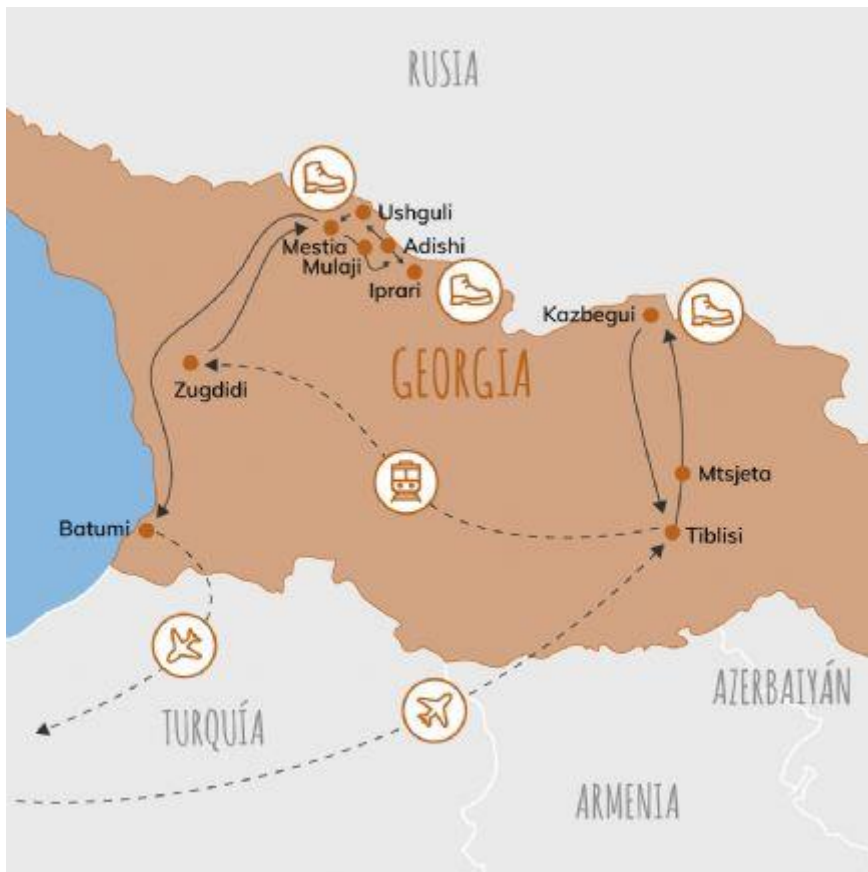 RUSIA
Ushguli
Mestia
Adishi
Mulaji
Iprari
Kazbegui
GEORGIA
Zugdidi
Mtsjeta
Batumi
Tiblisi
AZERBAIYÁN
TURQUÍA
ARMENIA